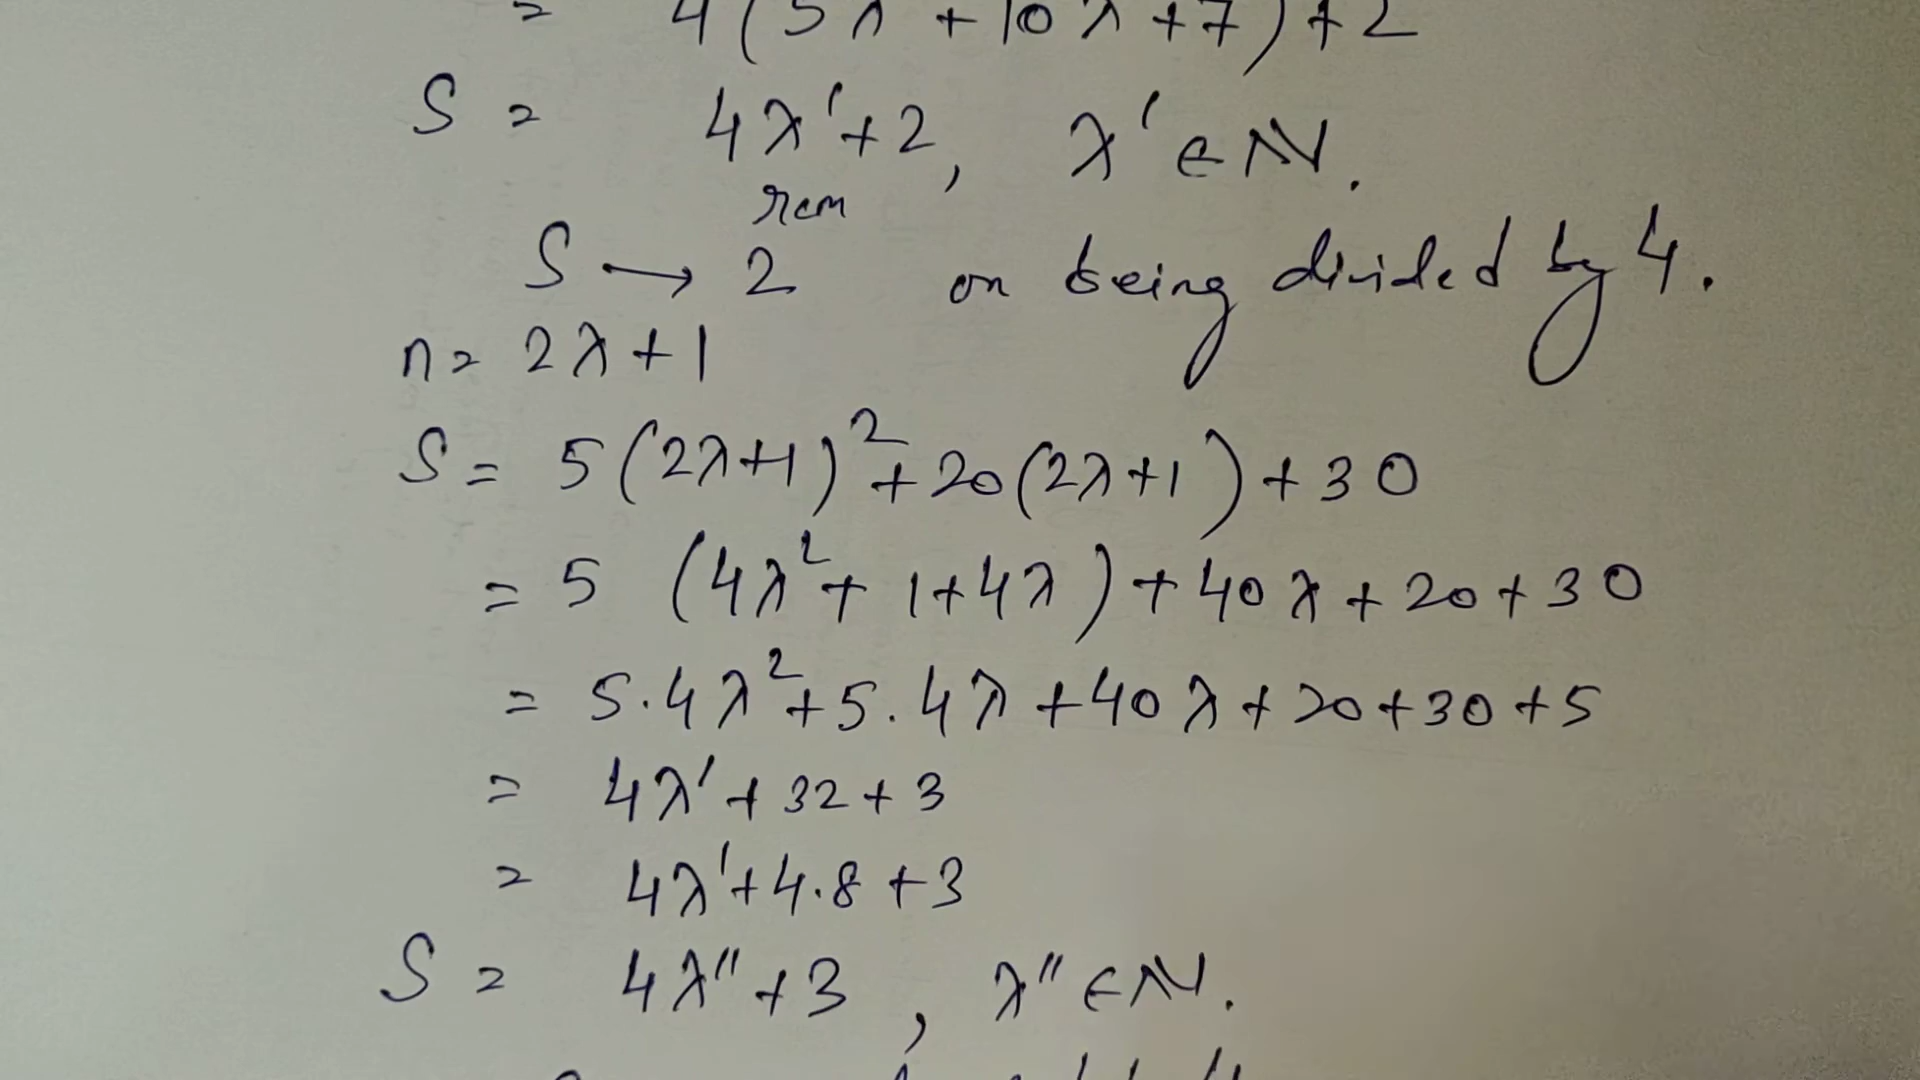 = 4(5λ + 10λ + 7) + 2
S = 4λ' + 2, λ' ∈ N.
rem
S → 2 on being divided by 4.
n = 2λ + 1
S = 5(2λ+1)² + 20(2λ+1) + 30
= 5 (4λ² + 1 + 4λ) + 40λ + 20 + 30
= 5.4λ² + 5.4λ + 40λ + 20 + 30 + 5
= 4λ' + 32 + 3
= 4λ' + 4.8 + 3
S = 4λ'' + 3, λ'' ∈ N.